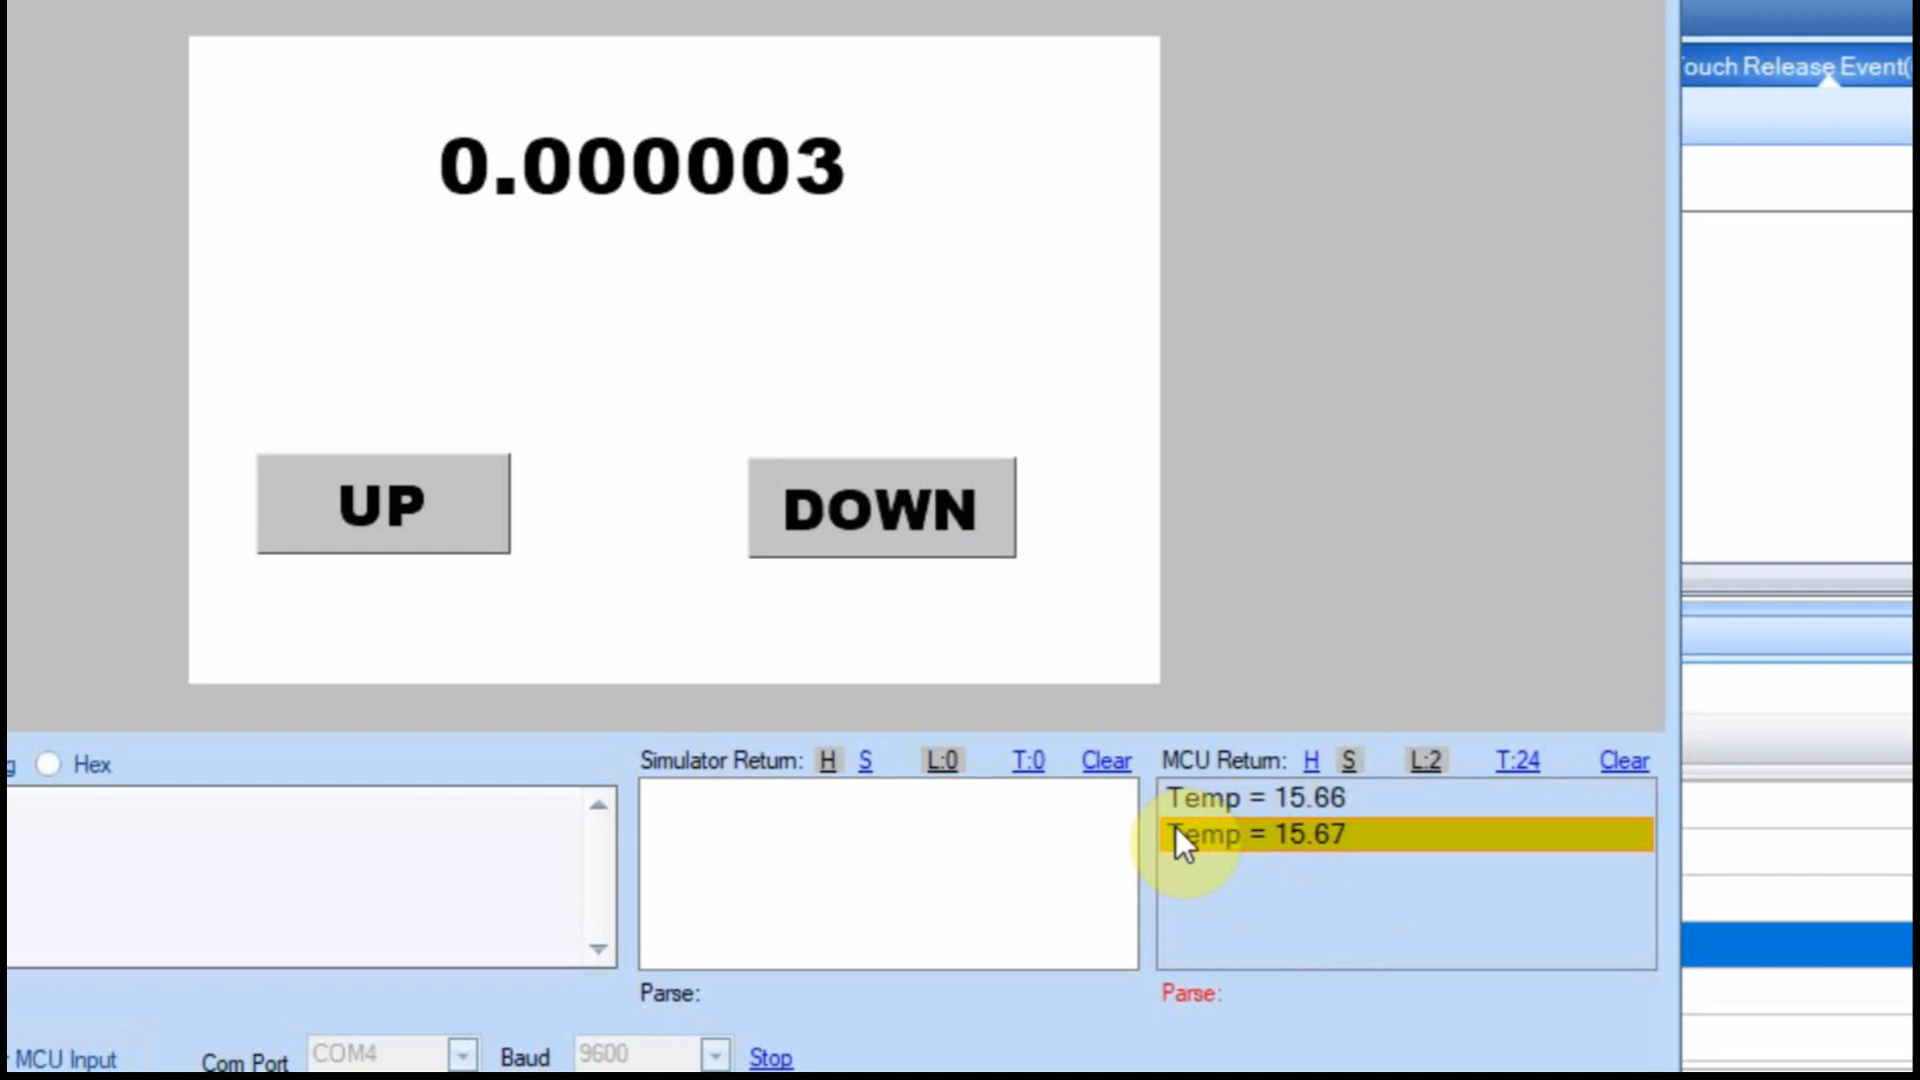 ouch Release Event(
0.000003
UP
DOWN
g Hex
Simulator Return: H S L:0 T:0 Clear
MCU Return: H S L:2 T:24 Clear
Temp = 15.66
Temp = 15.67
Parse:
Parse:
MCU Input Com Port COM4 Baud 9600 Stop